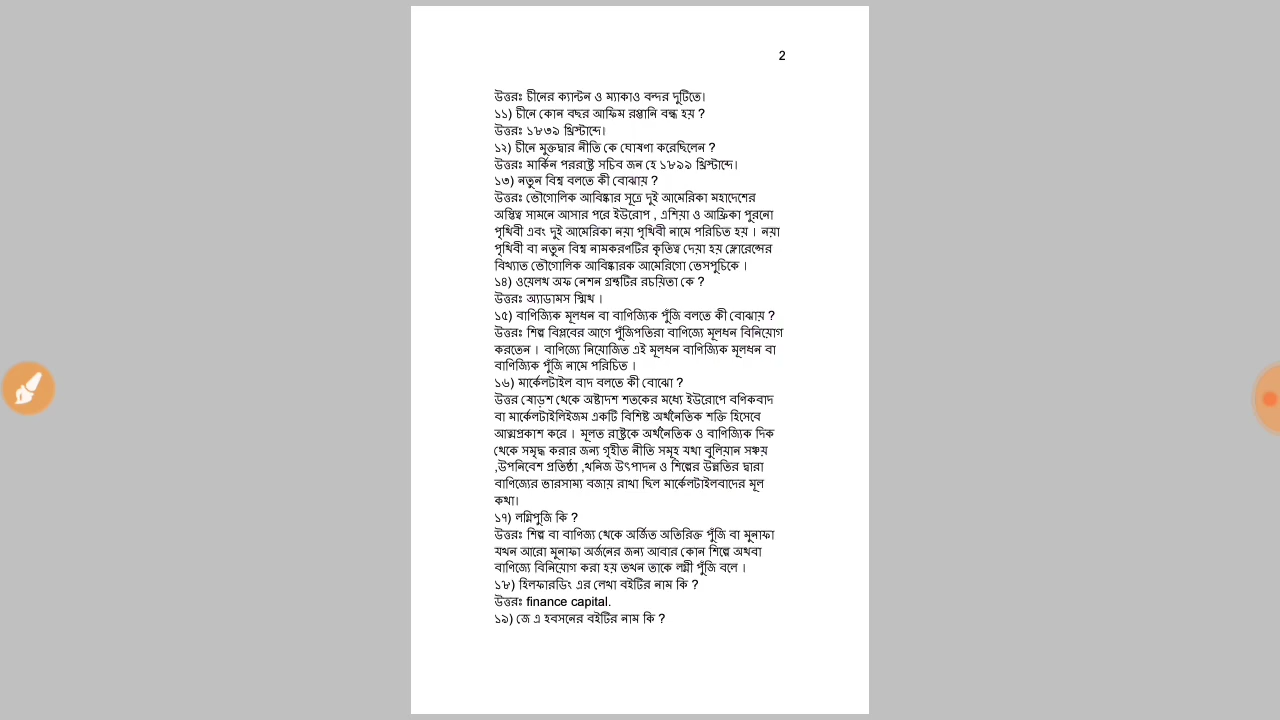 2
উত্তরঃ চীনের ক্যান্টন ও ম্যাকাও বন্দর দুটিতে।
১১) চীনে কোন বছর আফিম রপ্তানি বন্ধ হয় ?
উত্তরঃ ১৮৩৯ খ্রিস্টাব্দে।
১২) চীনে মুক্তদ্বার নীতি কে ঘোষণা করেছিলেন ?
উত্তরঃ মার্কিন পররাষ্ট্র সচিব জন হে ১৮৯৯ খ্রিস্টাব্দে।
১৩) নতুন বিশ্ব বলতে কী বোঝায় ?
উত্তরঃ ভৌগোলিক আবিষ্কার সূত্রে দুই আমেরিকা মহাদেশের
অস্তিত্ব সামনে আসার পরে ইউরোপ , এশিয়া ও আফ্রিকা পুরনো
পৃথিবী এবং দুই আমেরিকা নয়া পৃথিবী নামে পরিচিত হয় । নয়া
পৃথিবী বা নতুন বিশ্ব নামকরণটির কৃতিত্ব দেয়া হয় ফ্লোরেন্সের
বিখ্যাত ভৌগোলিক আবিষ্কারক আমেরিগো ভেসপুচিকে ।
১৪) ওয়েলথ অফ নেশন গ্রন্থটির রচয়িতা কে ?
উত্তরঃ অ্যাডামস স্মিথ ।
১৫) বাণিজ্যিক মূলধন বা বাণিজ্যিক পুঁজি বলতে কী বোঝায় ?
উত্তরঃ শিল্প বিপ্লবের আগে পুঁজিপতিরা বাণিজ্যে মূলধন বিনিয়োগ
করতেন । বাণিজ্যে নিয়োজিত এই মূলধন বাণিজ্যিক মূলধন বা
বাণিজ্যিক পুঁজি নামে পরিচিত ।
১৬) মার্কেলটাইল বাদ বলতে কী বোঝো ?
উত্তর ষোড়শ থেকে অষ্টাদশ শতকের মধ্যে ইউরোপে বণিকবাদ
বা মার্কেলটাইলিইজম একটি বিশিষ্ট অর্থনৈতিক শক্তি হিসেবে
আত্মপ্রকাশ করে । মূলত রাষ্ট্রকে অর্থনৈতিক ও বাণিজ্যিক দিক
থেকে সমৃদ্ধ করার জন্য গৃহীত নীতি সমূহ যথা বুলিয়ান সঞ্চয়
,উপনিবেশ প্রতিষ্ঠা ,খনিজ উৎপাদন ও শিল্পের উন্নতির দ্বারা
বাণিজ্যের ভারসাম্য বজায় রাখা ছিল মার্কেলটাইলবাদের মূল
কথা।
১৭) লগ্নিপুজি কি ?
উত্তরঃ শিল্প বা বাণিজ্য থেকে অর্জিত অতিরিক্ত পুঁজি বা মুনাফা
যখন আরো মুনাফা অর্জনের জন্য আবার কোন শিল্পে অথবা
বাণিজ্যে বিনিয়োগ করা হয় তখন তাকে লগ্নী পুঁজি বলে ।
১৮) হিলফারডিং এর লেখা বইটির নাম কি ?
উত্তরঃ finance capital.
১৯) জে এ হবসনের বইটির নাম কি ?